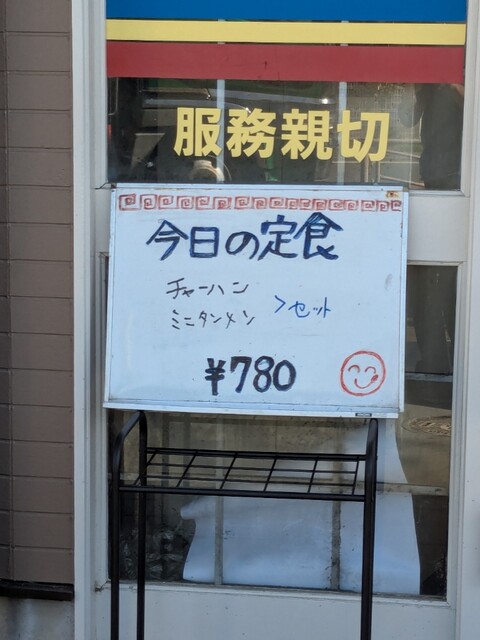 服務親切
今日の定食
チャーハン
ミニタンメン
>セット
¥780